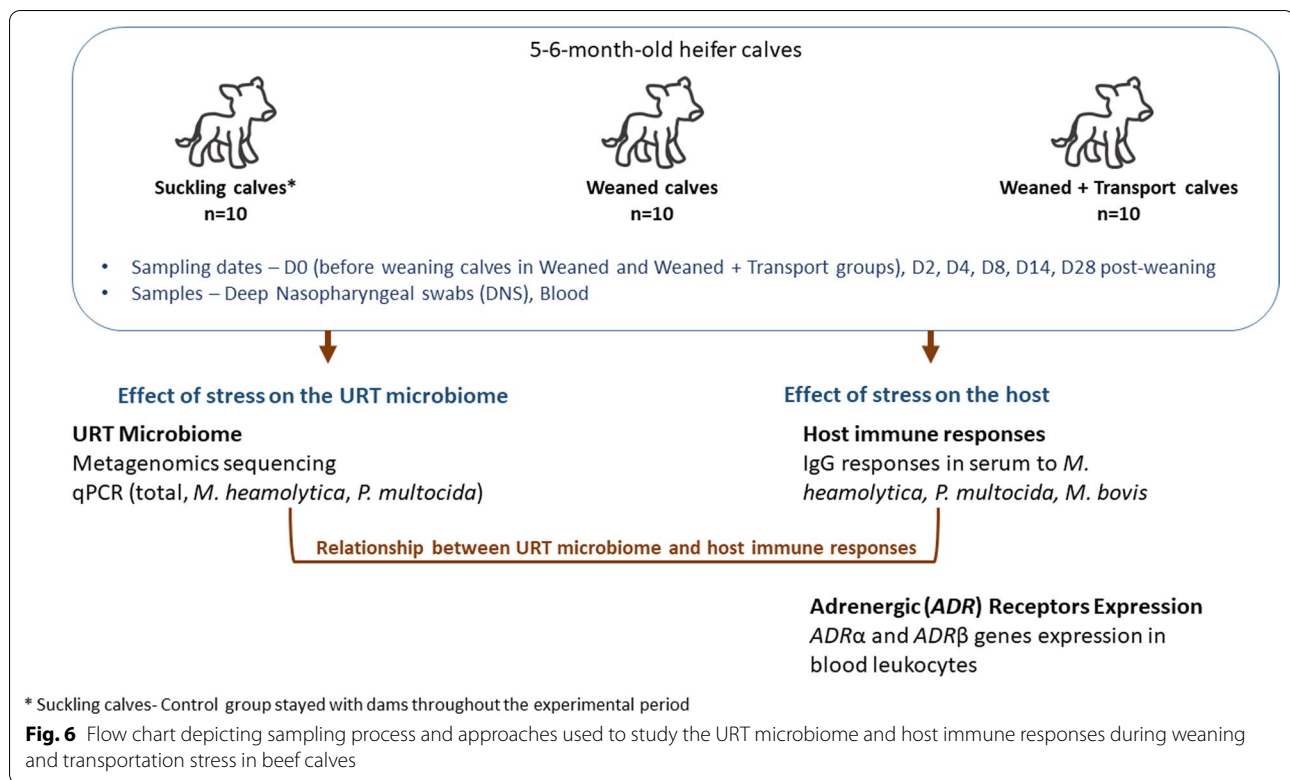 5-6-month-old heifer calves
Suckling calves*
n=10
Weaned calves
n=10
Weaned + Transport calves
n=10
• Sampling dates – D0 (before weaning calves in Weaned and Weaned + Transport groups), D2, D4, D8, D14, D28 post-weaning
• Samples – Deep Nasopharyngeal swabs (DNS), Blood
Effect of stress on the URT microbiome
URT Microbiome
Metagenomics sequencing
qPCR (total, M. heamolytica, P. multocida)
Effect of stress on the host
Host immune responses
IgG responses in serum to M.
heamolytica, P. multocida, M. bovis
Relationship between URT microbiome and host immune responses
Adrenergic (ADR) Receptors Expression
ADRα and ADRβ genes expression in
blood leukocytes
* Suckling calves- Control group stayed with dams throughout the experimental period
Fig. 6 Flow chart depicting sampling process and approaches used to study the URT microbiome and host immune responses during weaning
and transportation stress in beef calves